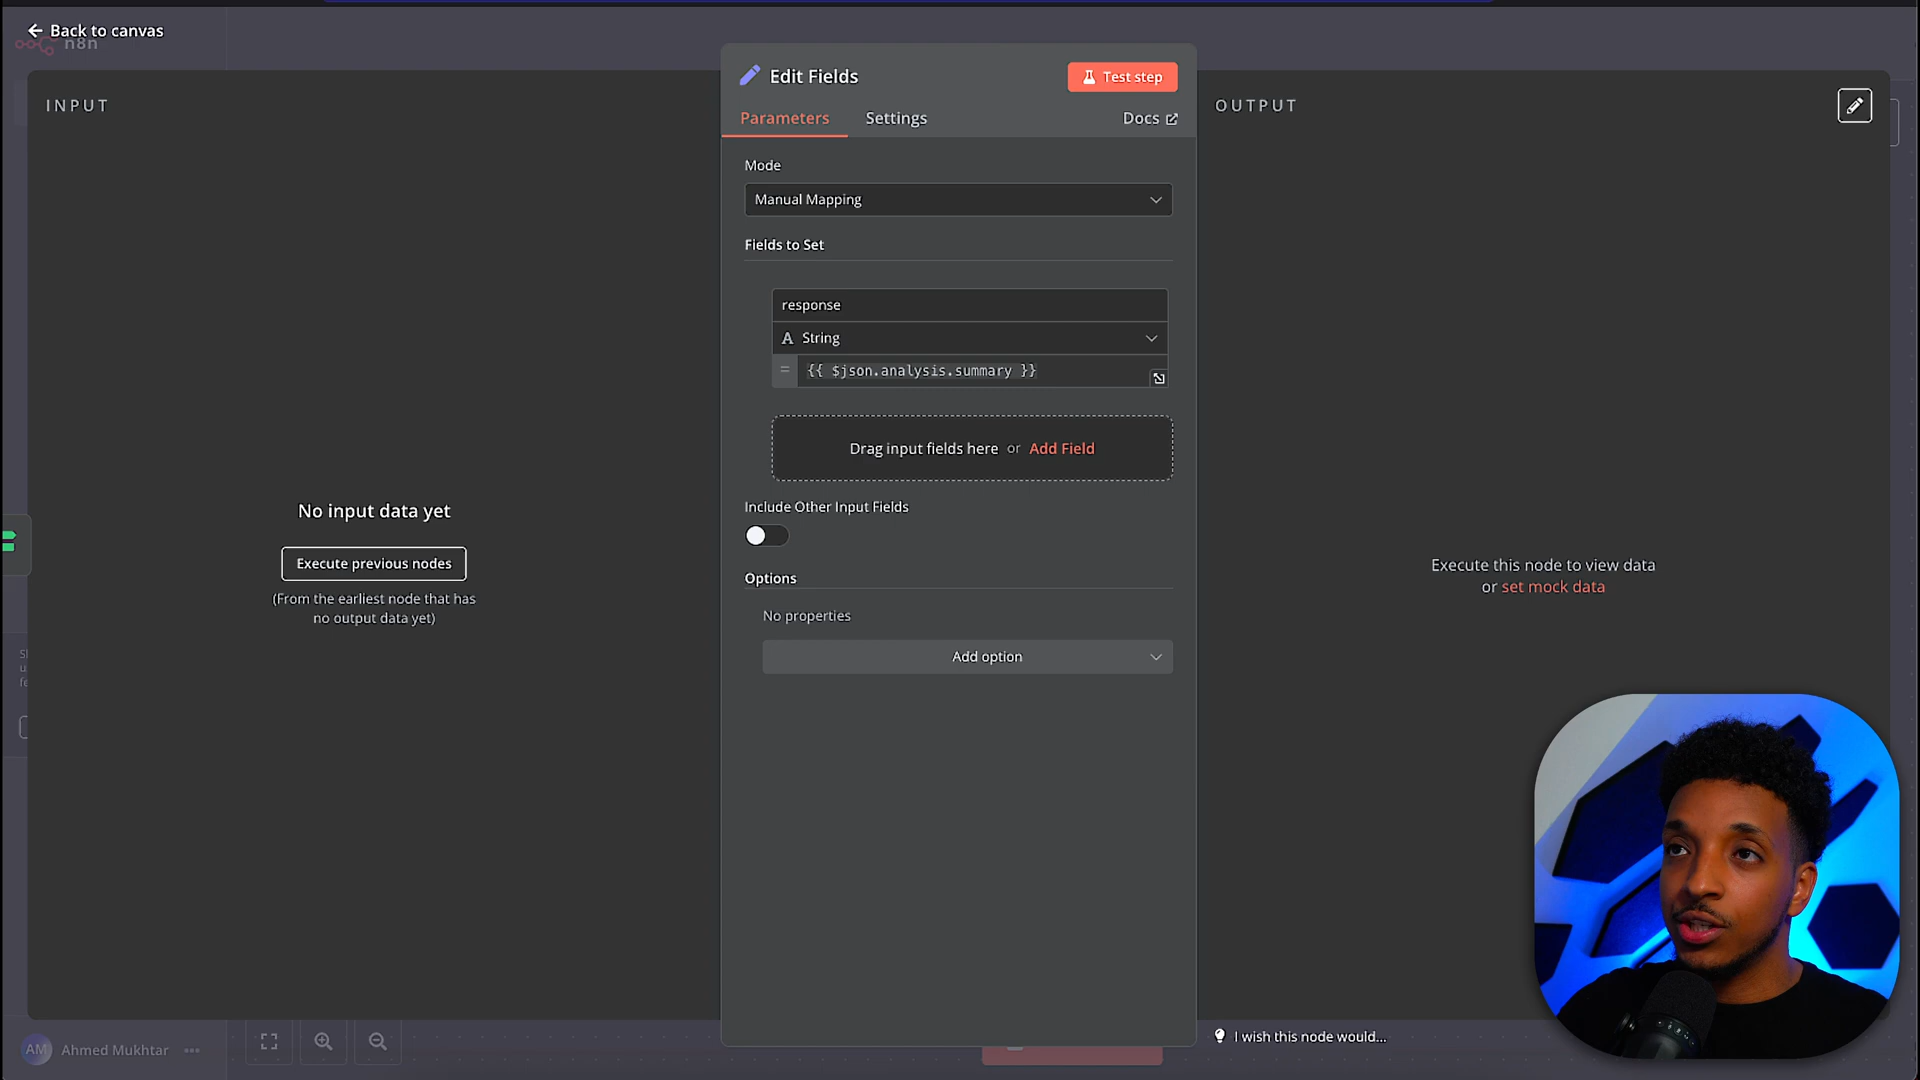 Back to canvas
n8n
INPUT
No input data yet
Execute previous nodes
(From the earliest node that has
no output data yet)
Edit Fields
Test step
Parameters
Settings
Docs
Mode
Manual Mapping
Fields to Set
response
A String
= {{ $json.analysis.summary }}
Drag input fields here or Add Field
Include Other Input Fields
Options
No properties
Add option
OUTPUT
Execute this node to view data
or set mock data
I wish this node would...
AM Ahmed Mukhtar